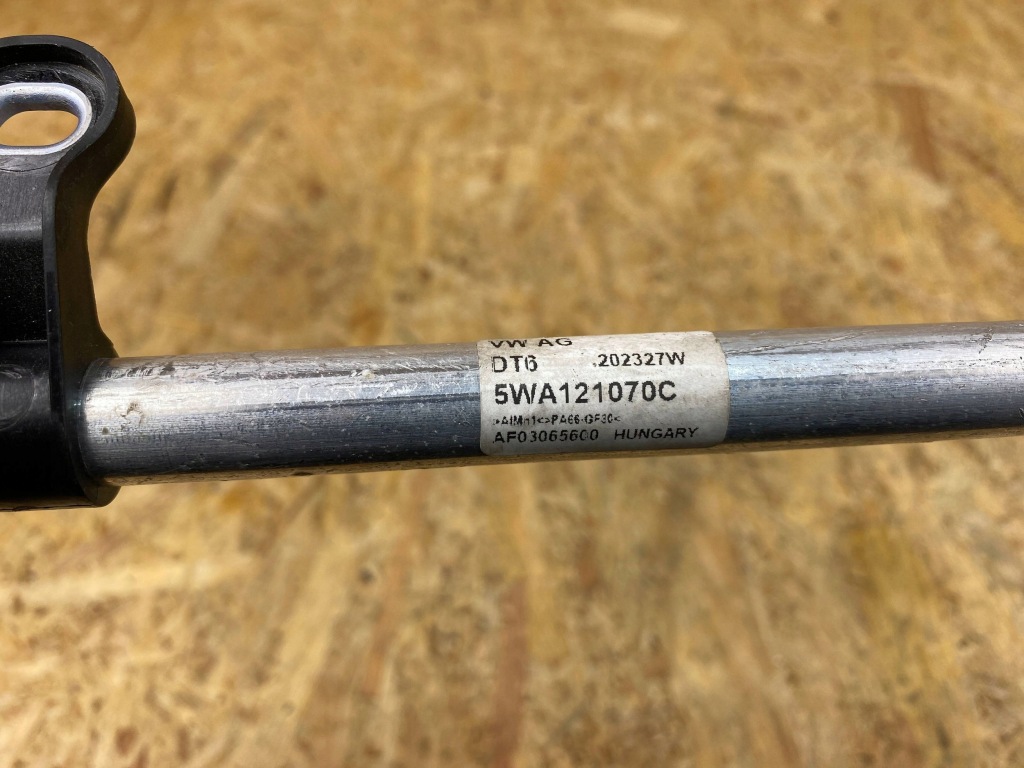 VW AG
DT6 .202327W
5WA121070C
>AlMn1<>PA66-GF30<
AF03065600 HUNGARY